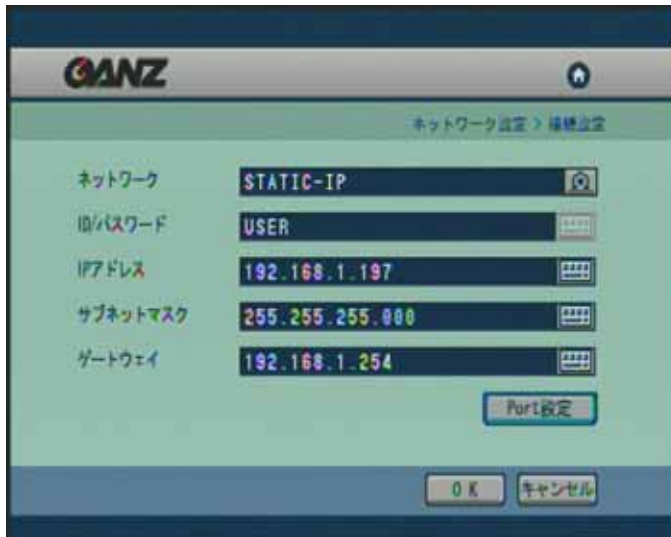 GANZ
ネットワーク設定 > 接続設定
ネットワーク STATIC-IP
ID/パスワード USER
IPアドレス 192.168.1.197
サブネットマスク 255.255.255.000
ゲートウェイ 192.168.1.254
Port設定
OK キャンセル